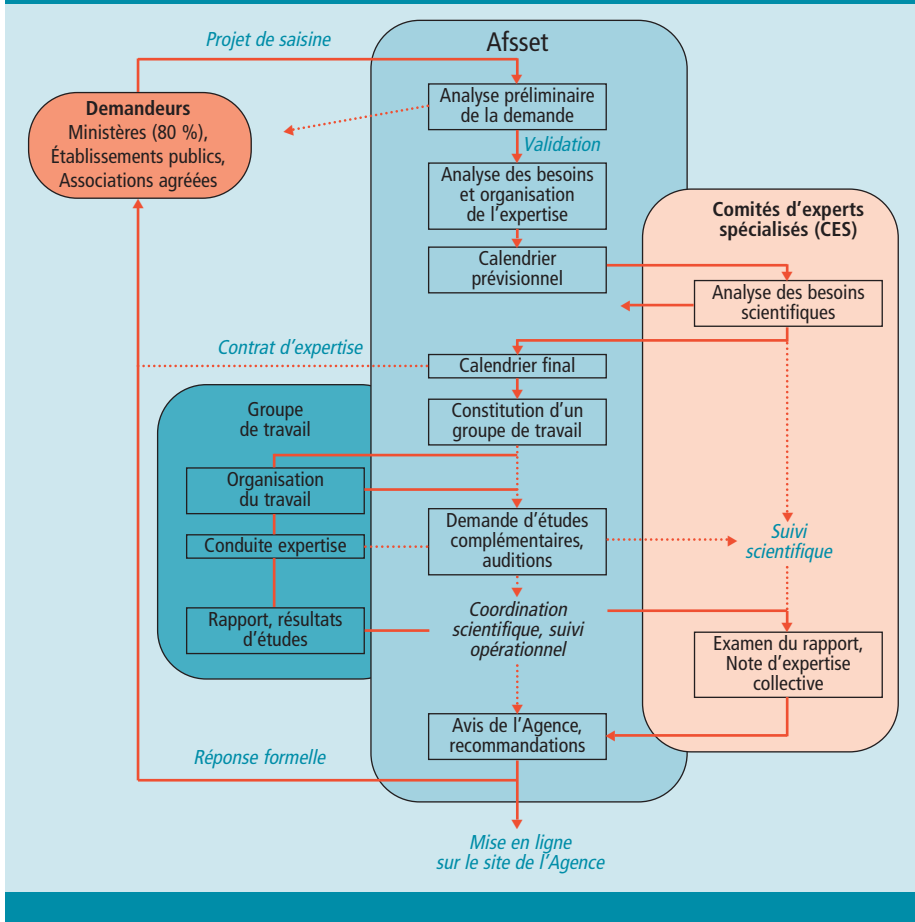 Projet de saisine
Afsset
Demandeurs
Ministères (80 %),
Établissements publics,
Associations agréées
Analyse préliminaire
de la demande
Validation
Analyse des besoins
et organisation
de l'expertise
Calendrier
prévisionnel
Comités d'experts
spécialisés (CES)
Analyse des besoins
scientifiques
Contrat d'expertise
Calendrier final
Constitution d'un
groupe de travail
Groupe
de travail
Organisation
du travail
Conduite expertise
Rapport, résultats
d'études
Demande d'études
complémentaires,
auditions
Suivi
scientifique
Coordination
scientifique, suivi
opérationnel
Examen du rapport,
Note d'expertise
collective
Avis de l'Agence,
recommandations
Réponse formelle
Mise en ligne
sur le site de l'Agence